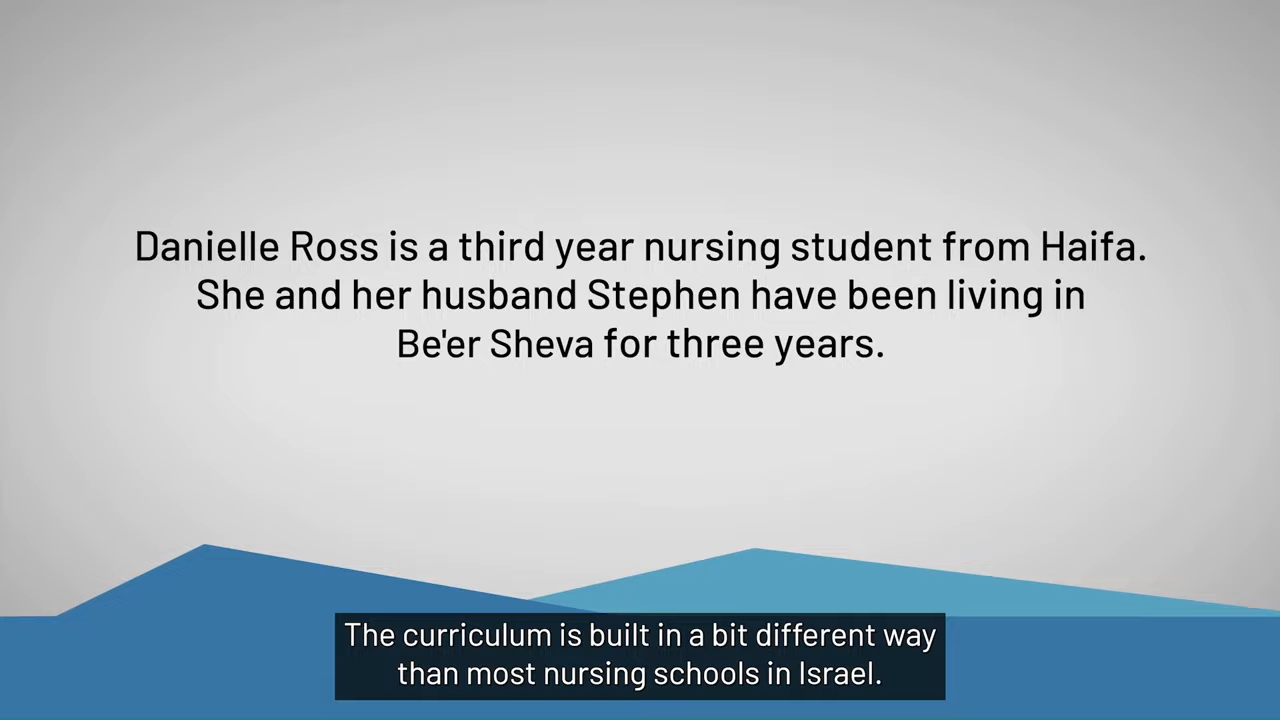 Danielle Ross is a third year nursing student from Haifa.
She and her husband Stephen have been living in
Be'er Sheva for three years.
The curriculum is built in a bit different way
than most nursing schools in Israel.